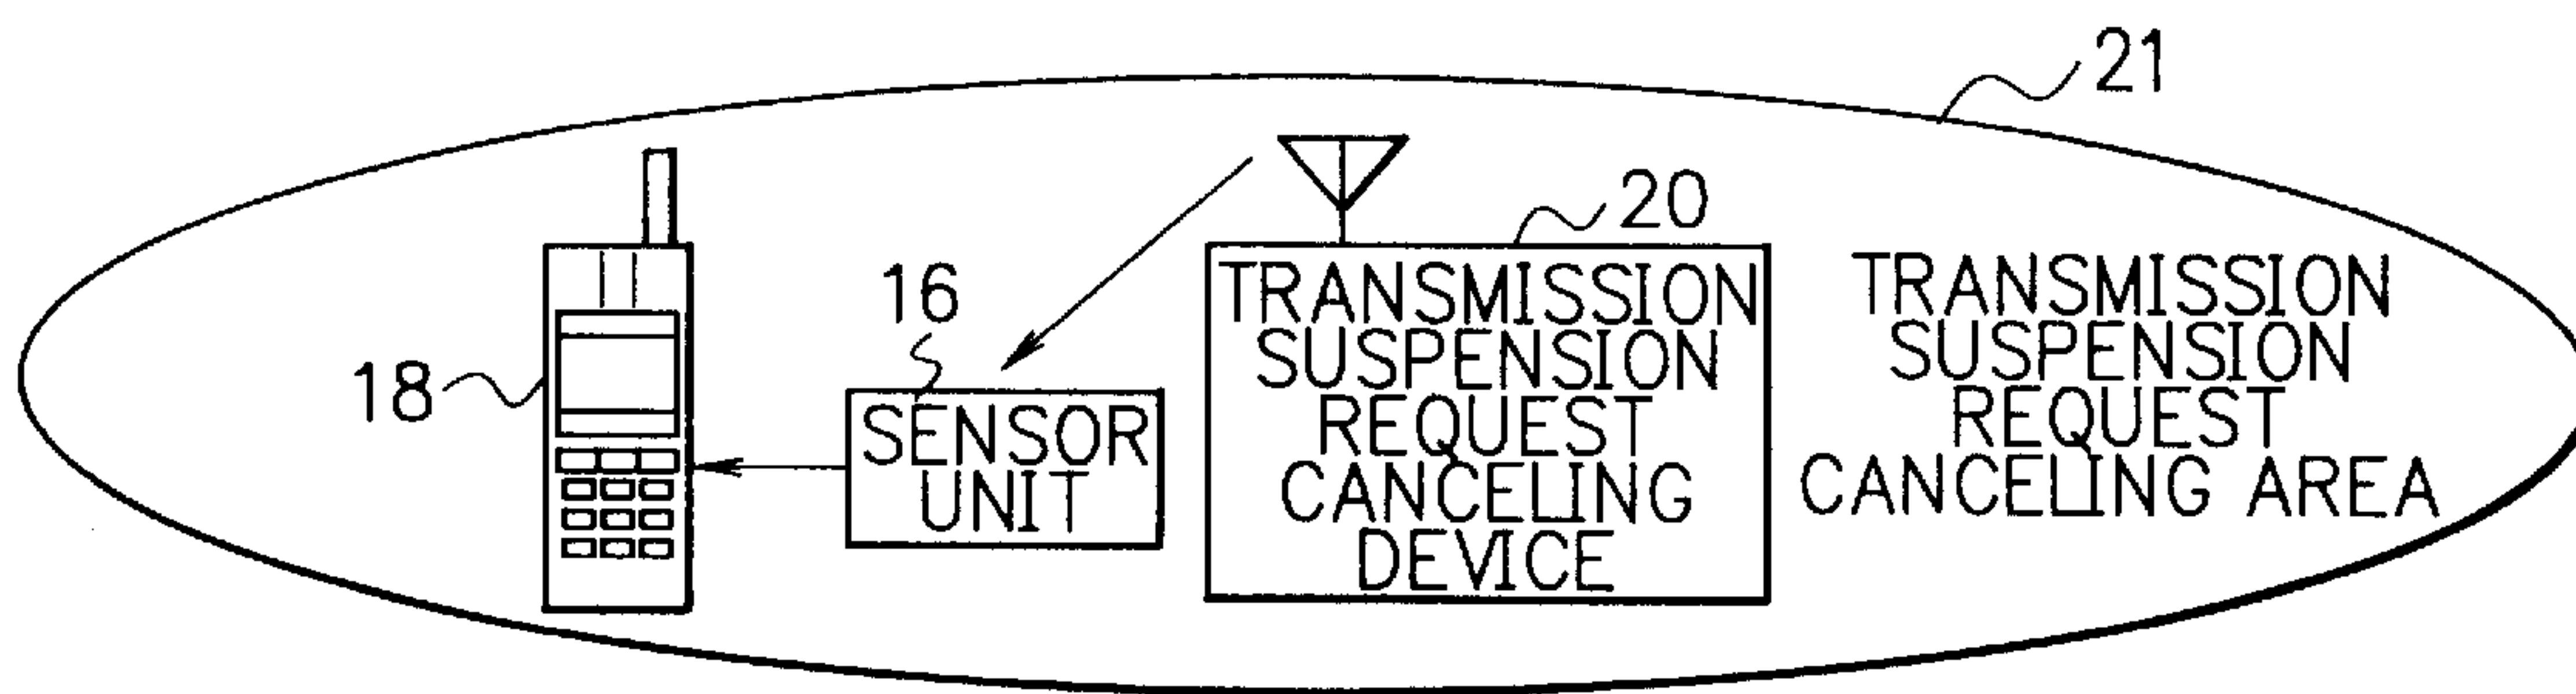 21
20
16
18
SENSOR
UNIT
TRANSMISSION
SUSPENSION
REQUEST
CANCELING
DEVICE
TRANSMISSION
SUSPENSION
REQUEST
CANCELING AREA